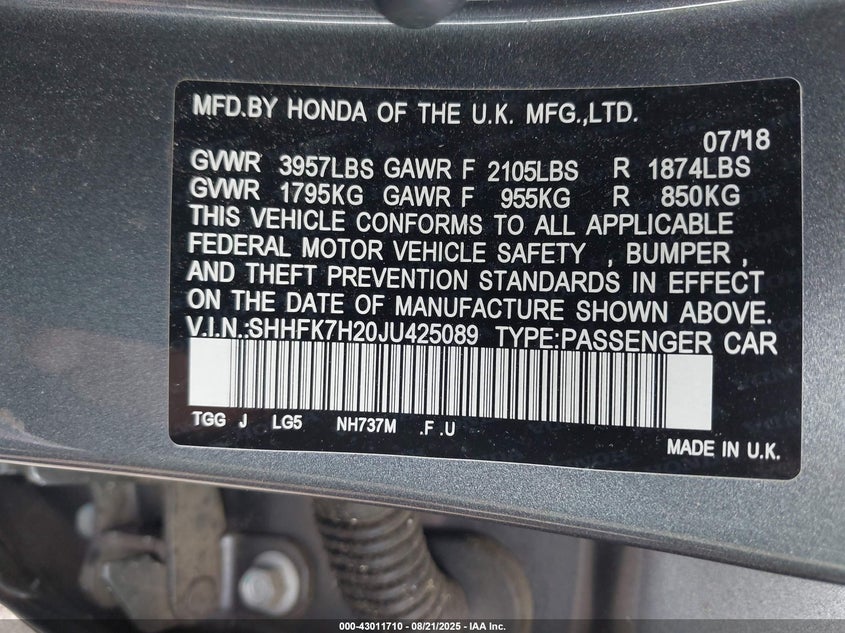 MFD.BY HONDA OF THE U.K. MFG.,LTD.
07/18
GVWR 3957LBS GAWR F 2105LBS R 1874LBS
GVWR 1795KG GAWR F 955KG R 850KG
THIS VEHICLE CONFORMS TO ALL APPLICABLE
FEDERAL MOTOR VEHICLE SAFETY , BUMPER ,
AND THEFT PREVENTION STANDARDS IN EFFECT
ON THE DATE OF MANUFACTURE SHOWN ABOVE.
V.I.N.:SHHFK7H20JU425089 TYPE:PASSENGER CAR
TGG J LG5 NH737M .F .U
MADE IN U.K.
000-43011710 - 08/21/2025 - IAA Inc.